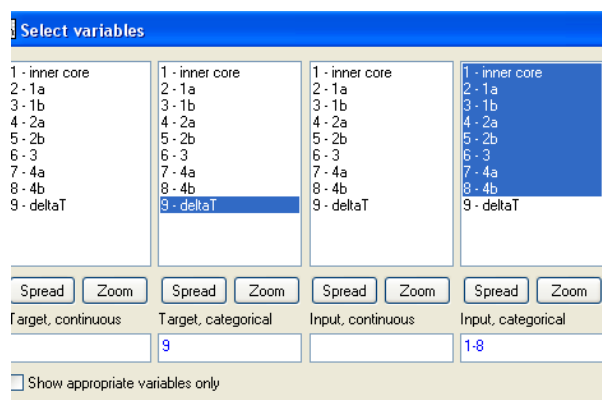 Select variables
1 - inner core
2 - 1a
3 - 1b
4 - 2a
5 - 2b
6 - 3
7 - 4a
8 - 4b
9 - deltaT
1 - inner core
2 - 1a
3 - 1b
4 - 2a
5 - 2b
6 - 3
7 - 4a
8 - 4b
9 - deltaT
1 - inner core
2 - 1a
3 - 1b
4 - 2a
5 - 2b
6 - 3
7 - 4a
8 - 4b
9 - deltaT
1 - inner core
2 - 1a
3 - 1b
4 - 2a
5 - 2b
6 - 3
7 - 4a
8 - 4b
9 - deltaT
Spread Zoom Spread Zoom Spread Zoom Spread Zoom
Target, continuous Target, categorical Input, continuous Input, categorical
9 1-8
Show appropriate variables only